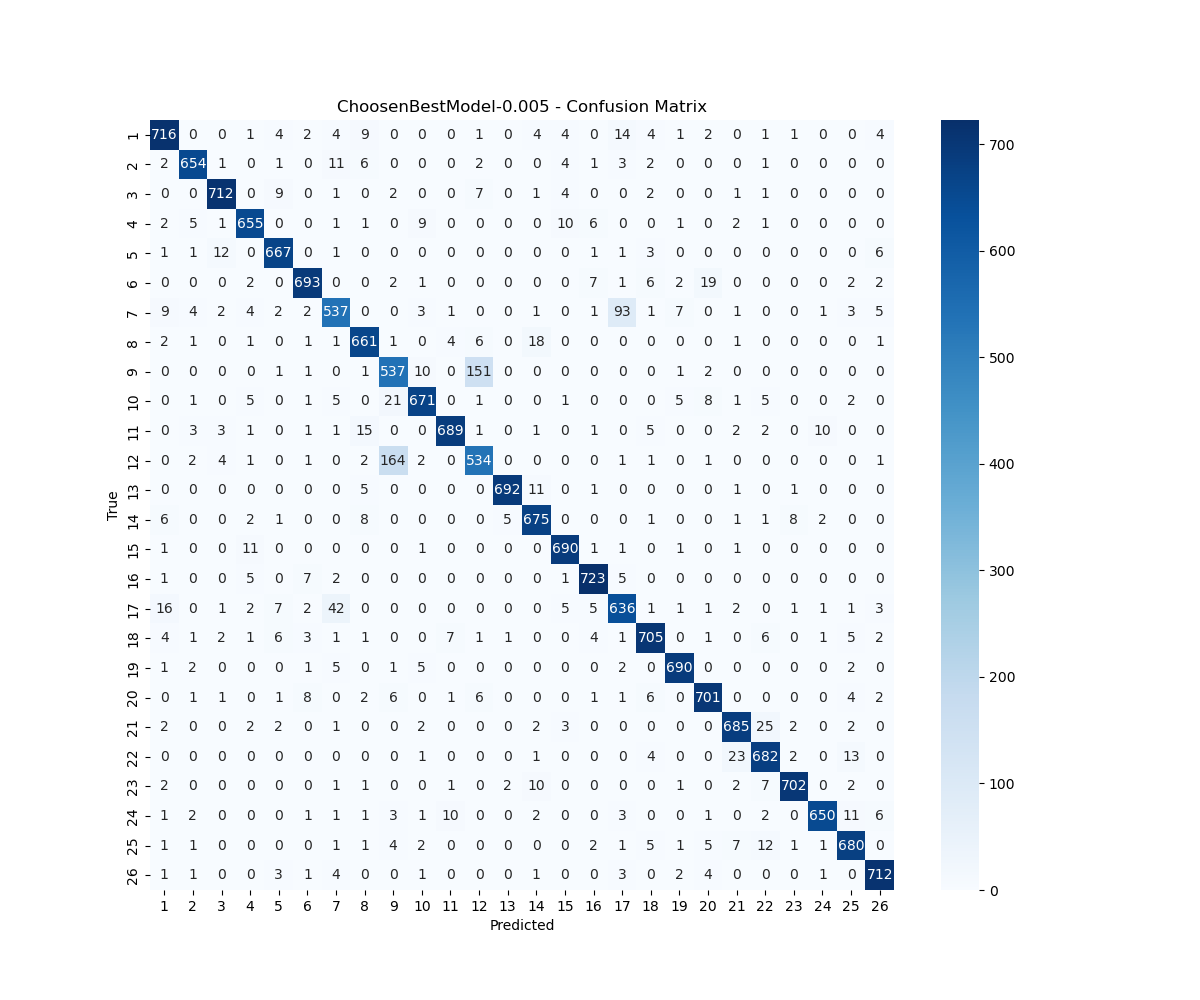 ChoosenBestModel-0.005 - Confusion Matrix
1 716 0 0 1 4 2 4 9 0 0 0 1 0 4 4 0 14 4 1 2 0 1 1 0 0 4
2 2 654 1 0 1 0 11 6 0 0 0 2 0 0 4 1 3 2 0 0 0 1 0 0 0 0
3 0 0 712 0 9 0 1 0 2 0 0 7 0 1 4 0 0 2 0 0 1 1 0 0 0 0
4 2 5 1 655 0 0 1 1 0 9 0 0 0 0 10 6 0 0 1 0 2 1 0 0 0 0
5 1 1 12 0 667 0 1 0 0 0 0 0 0 0 0 1 1 3 0 0 0 0 0 0 0 6
6 0 0 0 2 0 693 0 0 2 1 0 0 0 0 0 7 1 6 2 19 0 0 0 0 2 2
7 9 4 2 4 2 2 537 0 0 3 1 0 0 1 0 1 93 1 7 0 1 0 0 1 3 5
8 2 1 0 1 0 1 1 661 1 0 4 6 0 18 0 0 0 0 0 0 1 0 0 0 0 1
9 0 0 0 0 1 1 0 1 537 10 0 151 0 0 0 0 0 0 1 2 0 0 0 0 0 0
10 0 1 0 5 0 1 5 0 21 671 0 1 0 0 1 0 0 0 5 8 1 5 0 0 2 0
11 0 3 3 1 0 1 1 15 0 0 689 1 0 1 0 1 0 5 0 0 2 2 0 10 0 0
12 0 2 4 1 0 1 0 2 164 2 0 534 0 0 0 0 1 1 0 1 0 0 0 0 0 1
13 0 0 0 0 0 0 0 5 0 0 0 0 692 11 0 1 0 0 0 0 1 0 1 0 0 0
14 6 0 0 2 1 0 0 8 0 0 0 0 5 675 0 0 0 1 0 0 1 1 8 2 0 0
15 1 0 0 11 0 0 0 0 0 1 0 0 0 0 690 1 1 0 1 0 1 0 0 0 0 0
16 1 0 0 5 0 7 2 0 0 0 0 0 0 0 1 723 5 0 0 0 0 0 0 0 0 0
17 16 0 1 2 7 2 42 0 0 0 0 0 0 0 5 5 636 1 1 1 2 0 1 1 1 3
18 4 1 2 1 6 3 1 1 0 0 7 1 1 0 0 4 1 705 0 1 0 6 0 1 5 2
19 1 2 0 0 0 1 5 0 1 5 0 0 0 0 0 0 2 0 690 0 0 0 0 0 2 0
20 0 1 1 0 1 8 0 2 6 0 1 6 0 0 0 1 1 6 0 701 0 0 0 0 4 2
21 2 0 0 2 2 0 1 0 0 2 0 0 0 2 3 0 0 0 0 0 685 25 2 0 2 0
22 0 0 0 0 0 0 0 0 0 1 0 0 0 1 0 0 0 4 0 0 23 682 2 0 13 0
23 2 0 0 0 0 0 1 1 0 0 1 0 2 10 0 0 0 0 1 0 2 7 702 0 2 0
24 1 2 0 0 0 1 1 1 3 1 10 0 0 2 0 0 3 0 0 1 0 2 0 650 11 6
25 1 1 0 0 0 0 1 1 4 2 0 0 0 0 0 2 1 5 1 5 7 12 1 1 680 0
26 1 1 0 0 3 1 4 0 0 1 0 0 0 1 0 0 3 0 2 4 0 0 0 1 0 712
1 2 3 4 5 6 7 8 9 10 11 12 13 14 15 16 17 18 19 20 21 22 23 24 25 26
True
Predicted
700
600
500
400
300
200
100
0